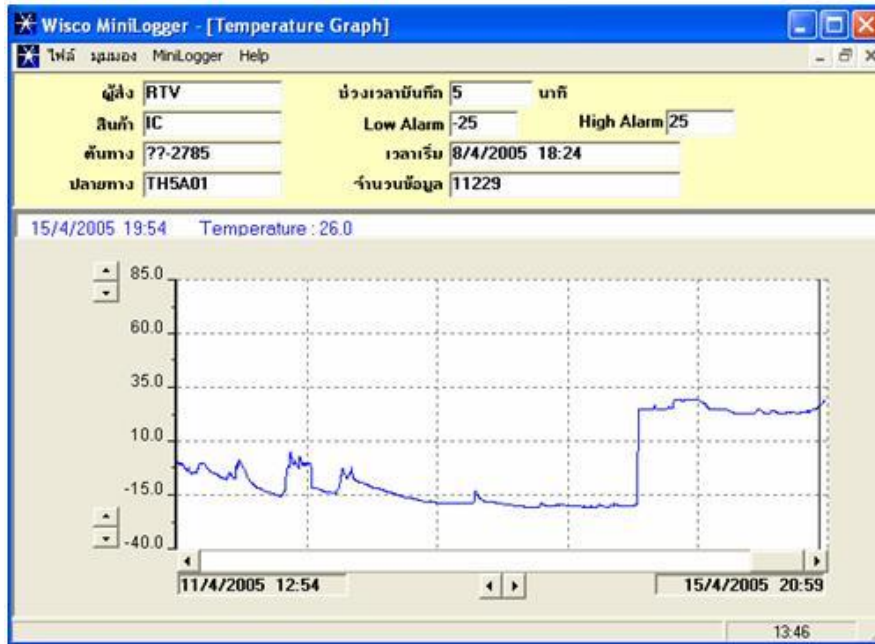 Wisco MiniLogger - [Temperature Graph]
ไฟล์ มุมมอง MiniLogger Help
ผู้ส่ง RTV ช่วงเวลาบันทึก 5 นาที
สินค้า IC Low Alarm -25 High Alarm 25
ต้นทาง ??-2785 เวลาเริ่ม 8/4/2005 18:24
ปลายทาง TH5A01 จำนวนข้อมูล 11229
15/4/2005 19:54 Temperature : 26.0
85.0
60.0
35.0
10.0
-15.0
-40.0
11/4/2005 12:54 15/4/2005 20:59
13:46